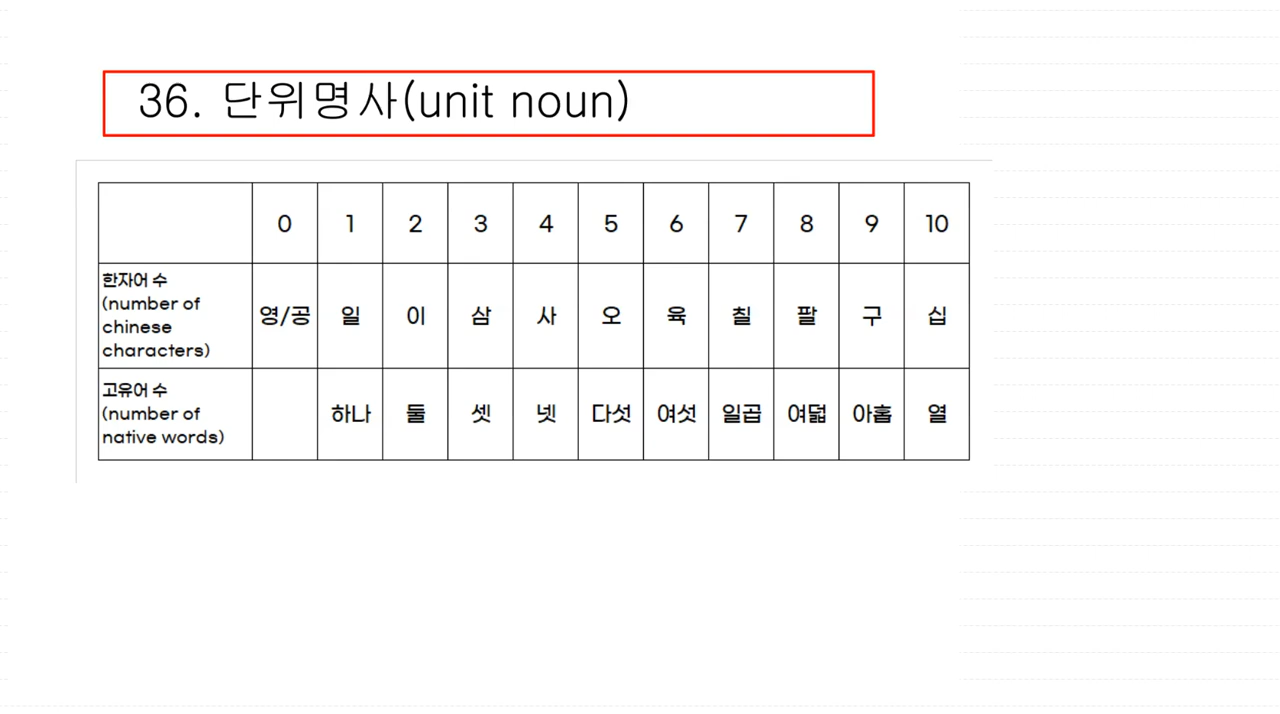 36. 단위명사(unit noun)
0 1 2 3 4 5 6 7 8 9 10
한자어 수
(number of
chinese
characters)
영/공 일 이 삼 사 오 육 칠 팔 구 십
고유어 수
(number of
native words)
하나 둘 셋 넷 다섯 여섯 일곱 여덟 아홉 열